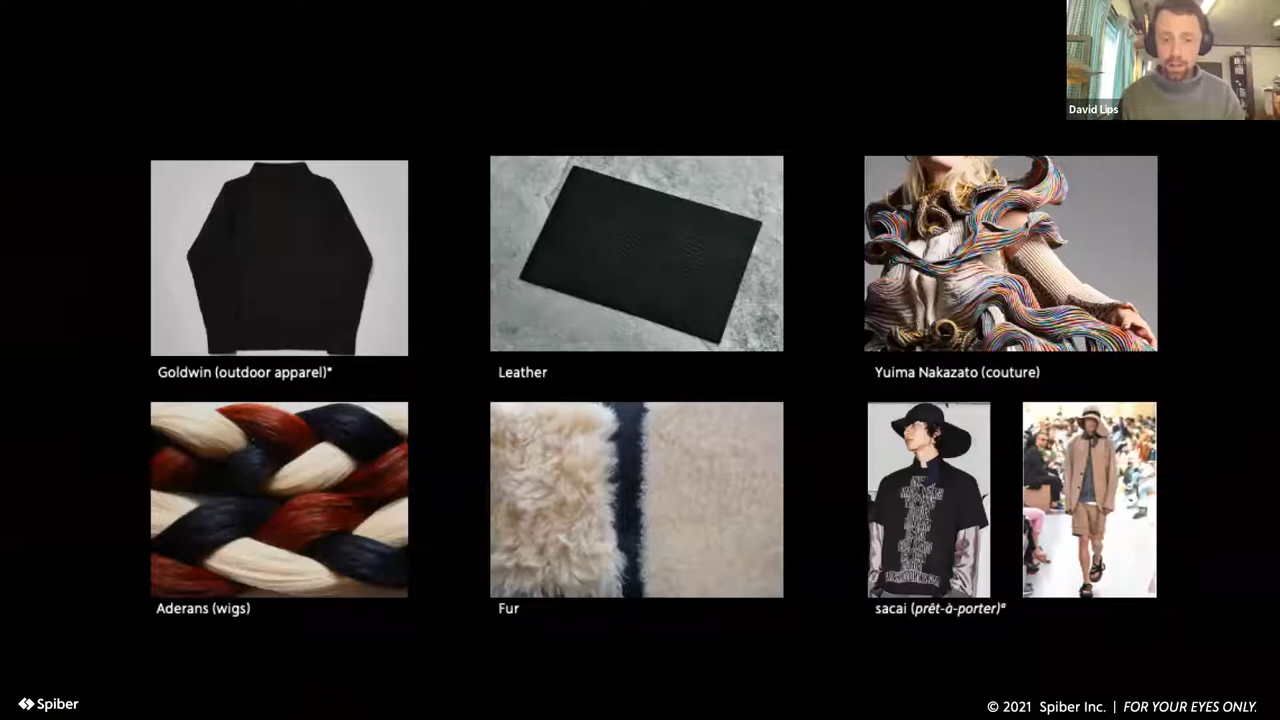 David Lips
Goldwin (outdoor apparel)*
Leather
Yuima Nakazato (couture)
Aderans (wigs)
Fur
sacai (prêt-à-porter)ª
Spiber
© 2021 Spiber Inc. | FOR YOUR EYES ONLY.